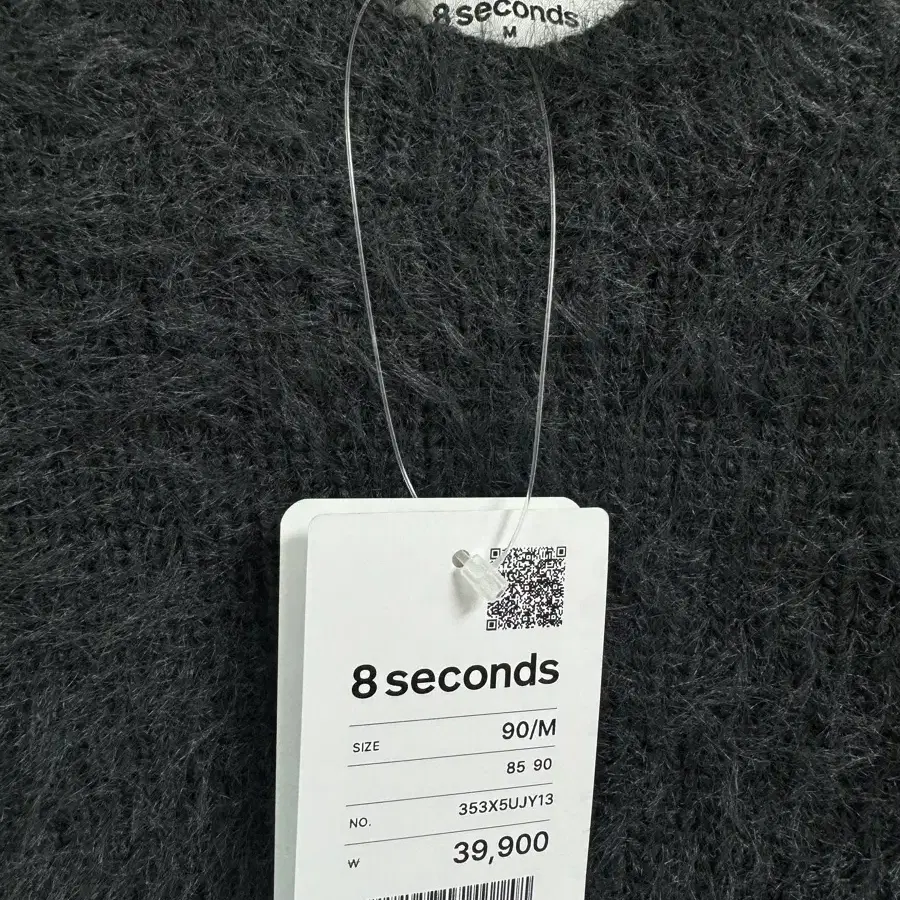 8 seconds
M
8 seconds
SIZE 90/M
85 90
NO. 353X5UJY13
₩ 39,900